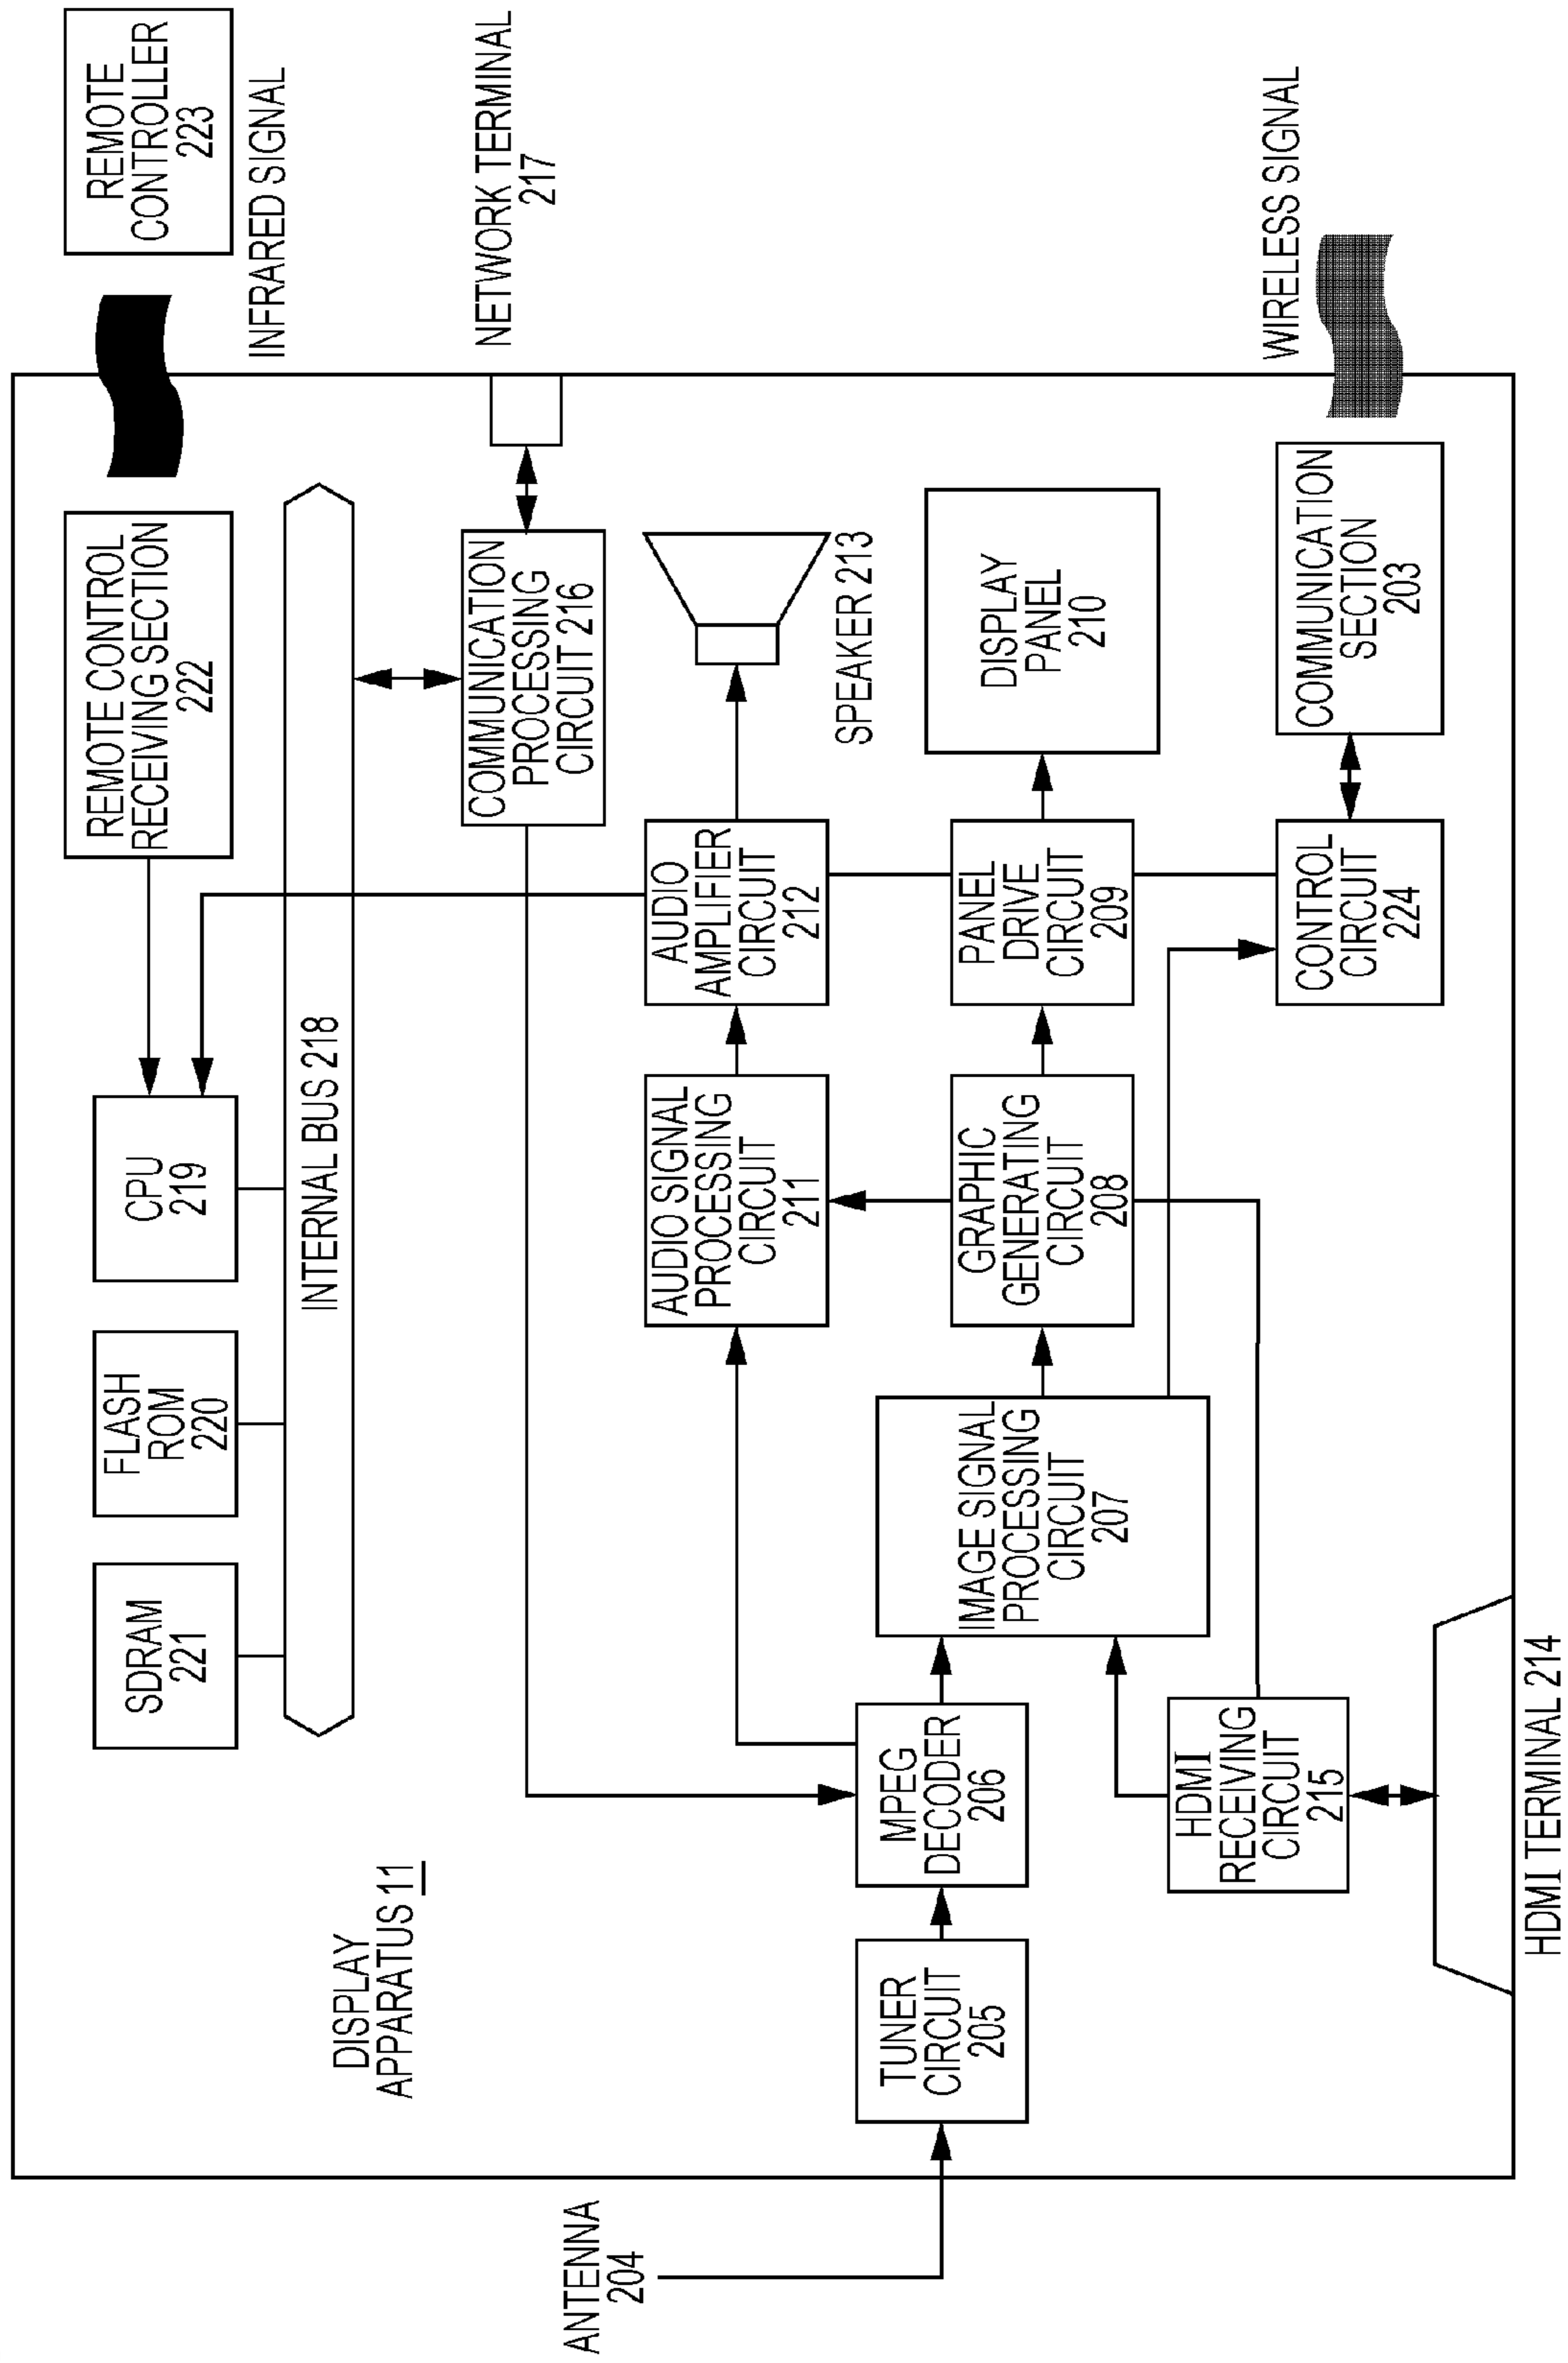 REMOTE
CONTROLLER
223
INFRARED SIGNAL
REMOTE CONTROL
RECEIVING SECTION
222
CPU
219
FLASH
ROM
220
SDRAM
221
INTERNAL BUS 218
NETWORK TERMINAL
217
COMMUNICATION
PROCESSING
CIRCUIT 216
DISPLAY
APPARATUS 11
SPEAKER 213
AUDIO
AMPLIFIER
CIRCUIT
212
AUDIO SIGNAL
PROCESSING
CIRCUIT
211
ANTENNA
204
TUNER
CIRCUIT
205
MPEG
DECODER
206
IMAGE SIGNAL
PROCESSING
CIRCUIT
207
GRAPHIC
GENERATING
CIRCUIT
208
PANEL
DRIVE
CIRCUIT
209
DISPLAY
PANEL
210
HDMI
RECEIVING
CIRCUIT
215
CONTROL
CIRCUIT
224
COMMUNICATION
SECTION
203
WIRELESS SIGNAL
HDMI TERMINAL 214